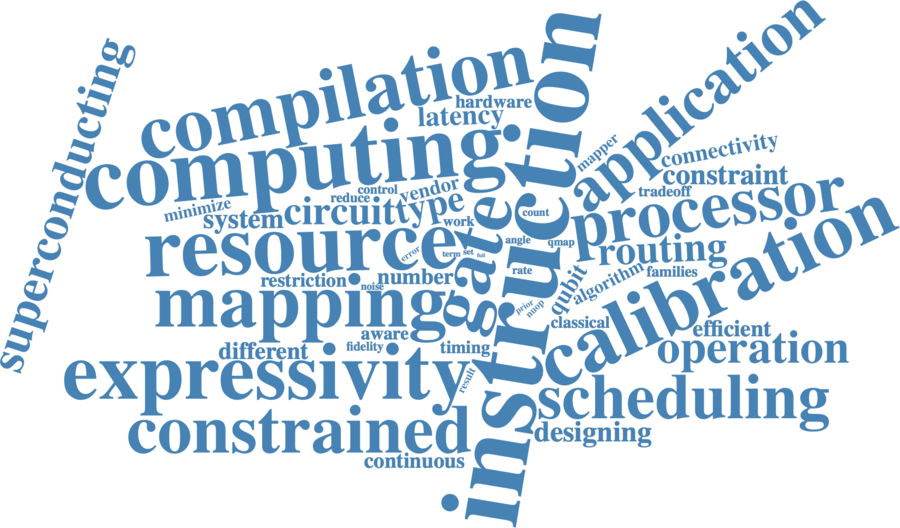 superconducting
compilation
hardware
latency
computing
instruction
application
mapper
connectivity
constraint
tradeoff
control
reduce
vendor
minimize
system
circuit
type
work
count
processor
resource
gate
error
term
set
full
angle
qmap
routing
restriction
noise
number
rate
qubit
algorithm
families
calibration
mapping
prior
nuop
classical
efficient
aware
fidelity
timing
different
operation
expressivity
result
scheduling
constrained
designing
continuous